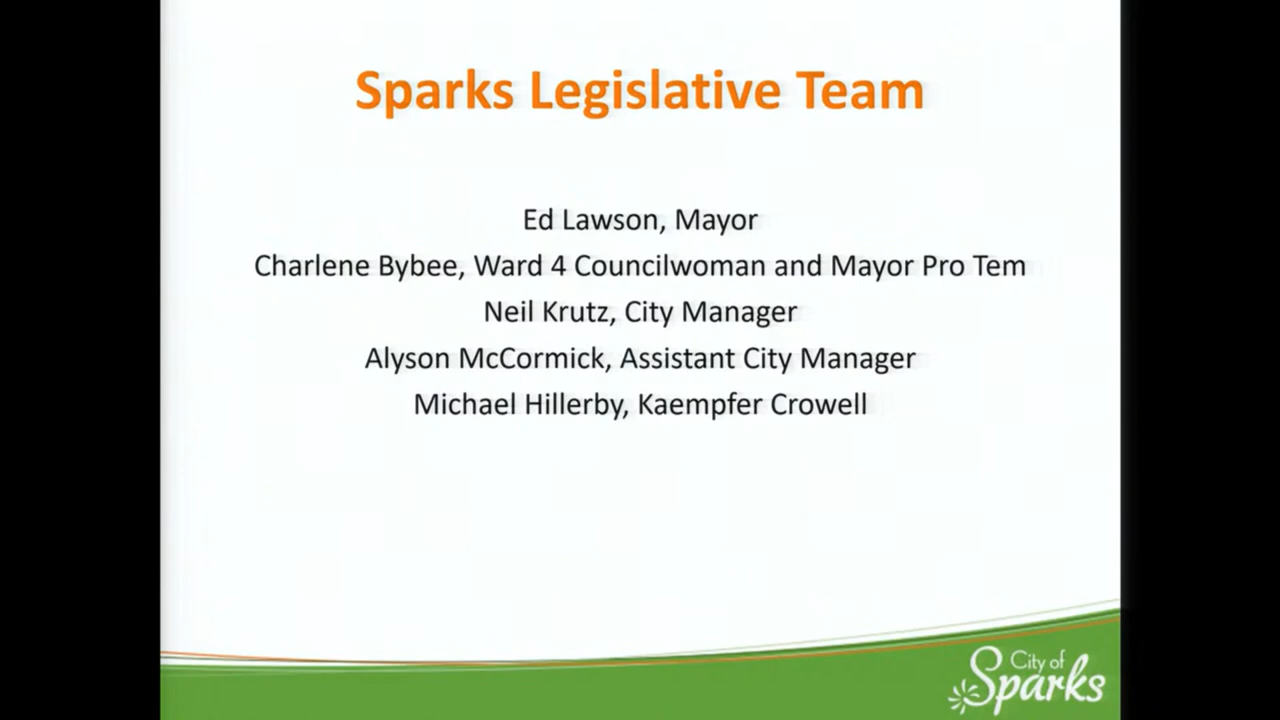 Sparks Legislative Team
Ed Lawson, Mayor
Charlene Bybee, Ward 4 Councilwoman and Mayor Pro Tem
Neil Krutz, City Manager
Alyson McCormick, Assistant City Manager
Michael Hillerby, Kaempfer Crowell
City of
Sparks